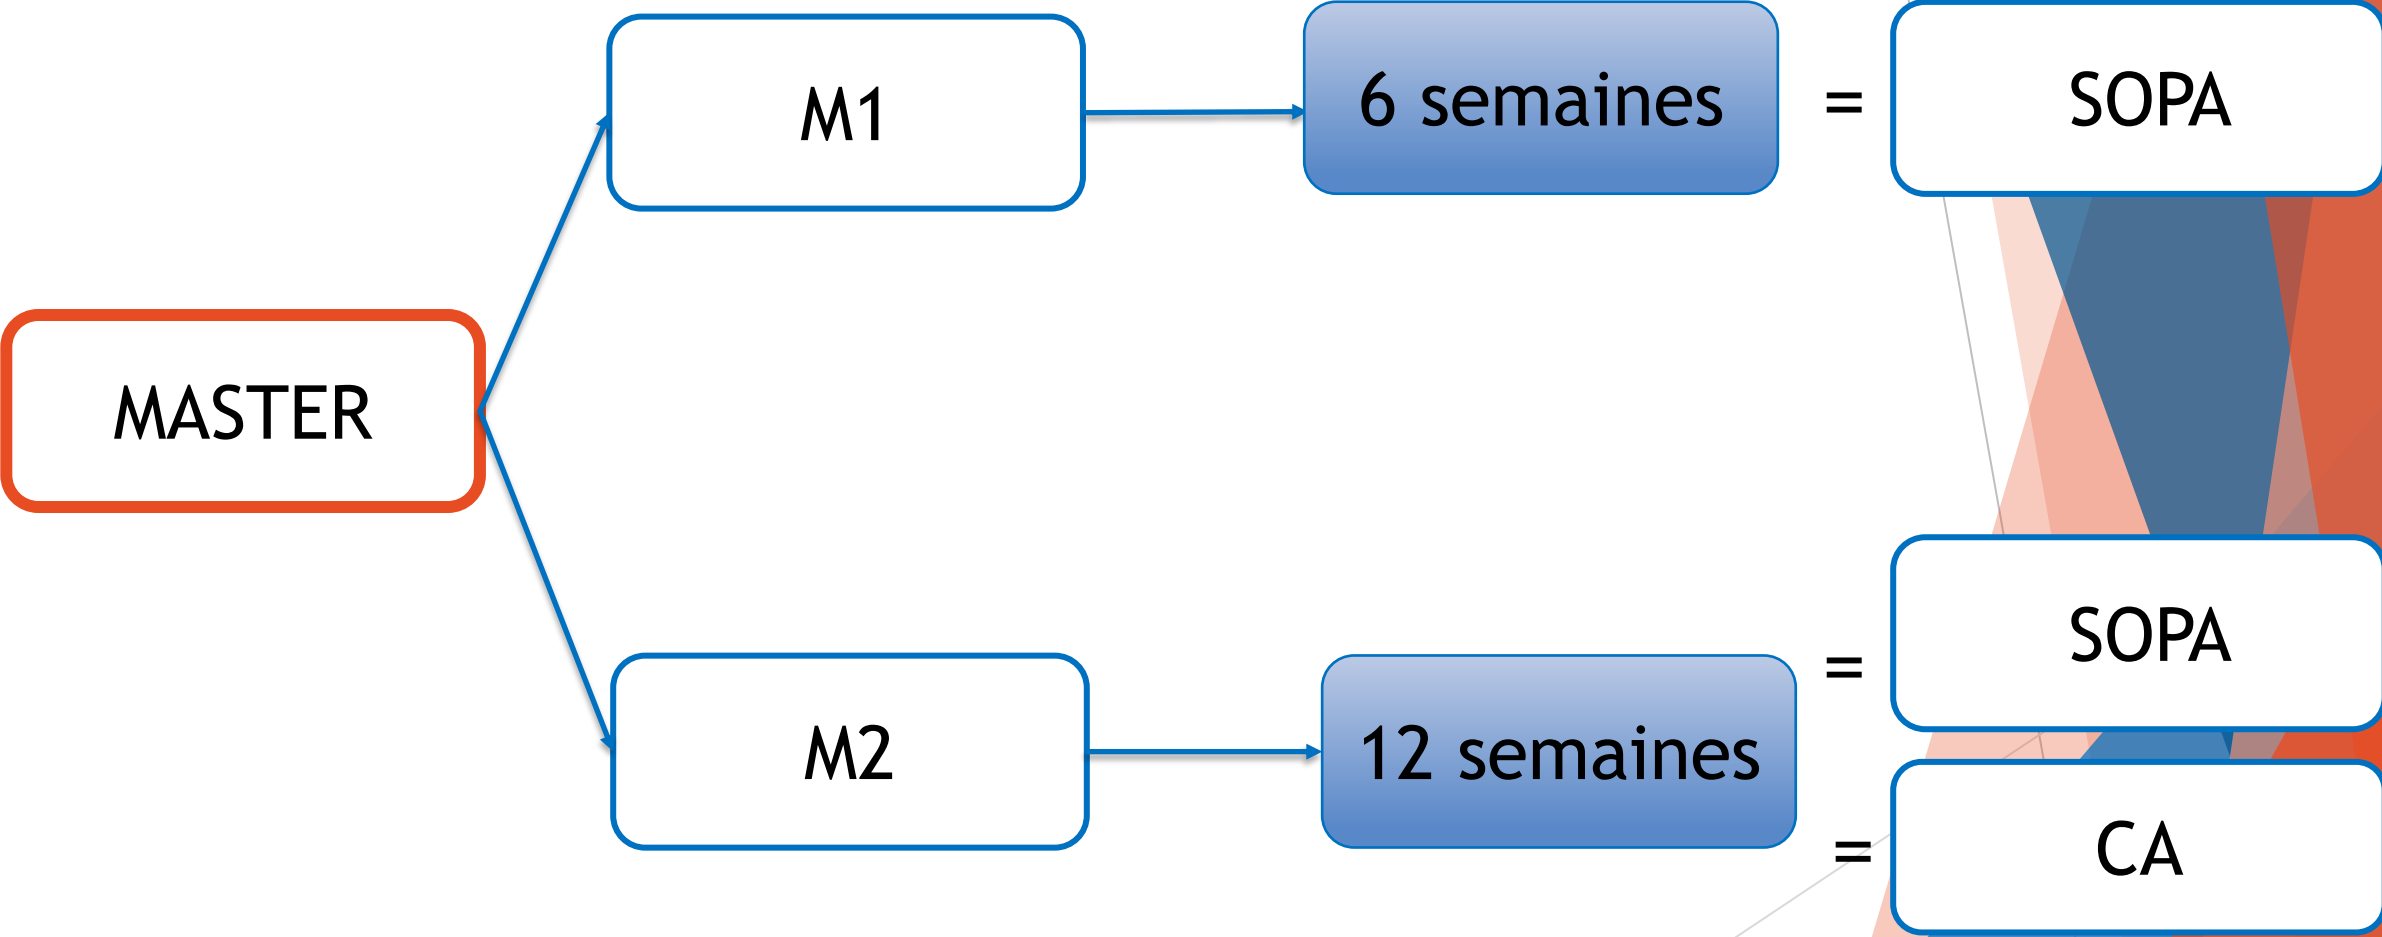 M1
6 semaines
=
SOPA
MASTER
M2
12 semaines
=
SOPA
=
CA